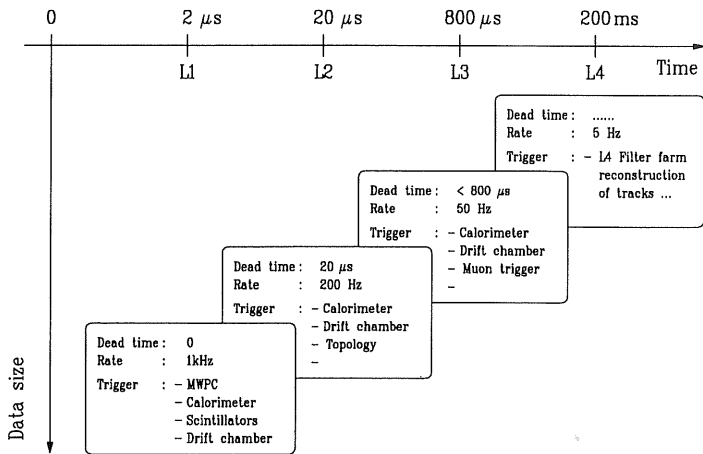 0 2 μs 20 μs 800 μs 200 ms
L1 L2 L3 L4 Time
Dead time : ......
Rate : 5 Hz
Trigger : – L4 Filter farm
reconstruction
of tracks ...
Dead time : < 800 μs
Rate : 50 Hz
Trigger : – Calorimeter
– Drift chamber
– Muon trigger
–
Dead time : 20 μs
Rate : 200 Hz
Trigger : – Calorimeter
– Drift chamber
– Topology
–
Dead time : 0
Rate : 1kHz
Trigger : – MWPC
– Calorimeter
– Scintillators
– Drift chamber
Data size